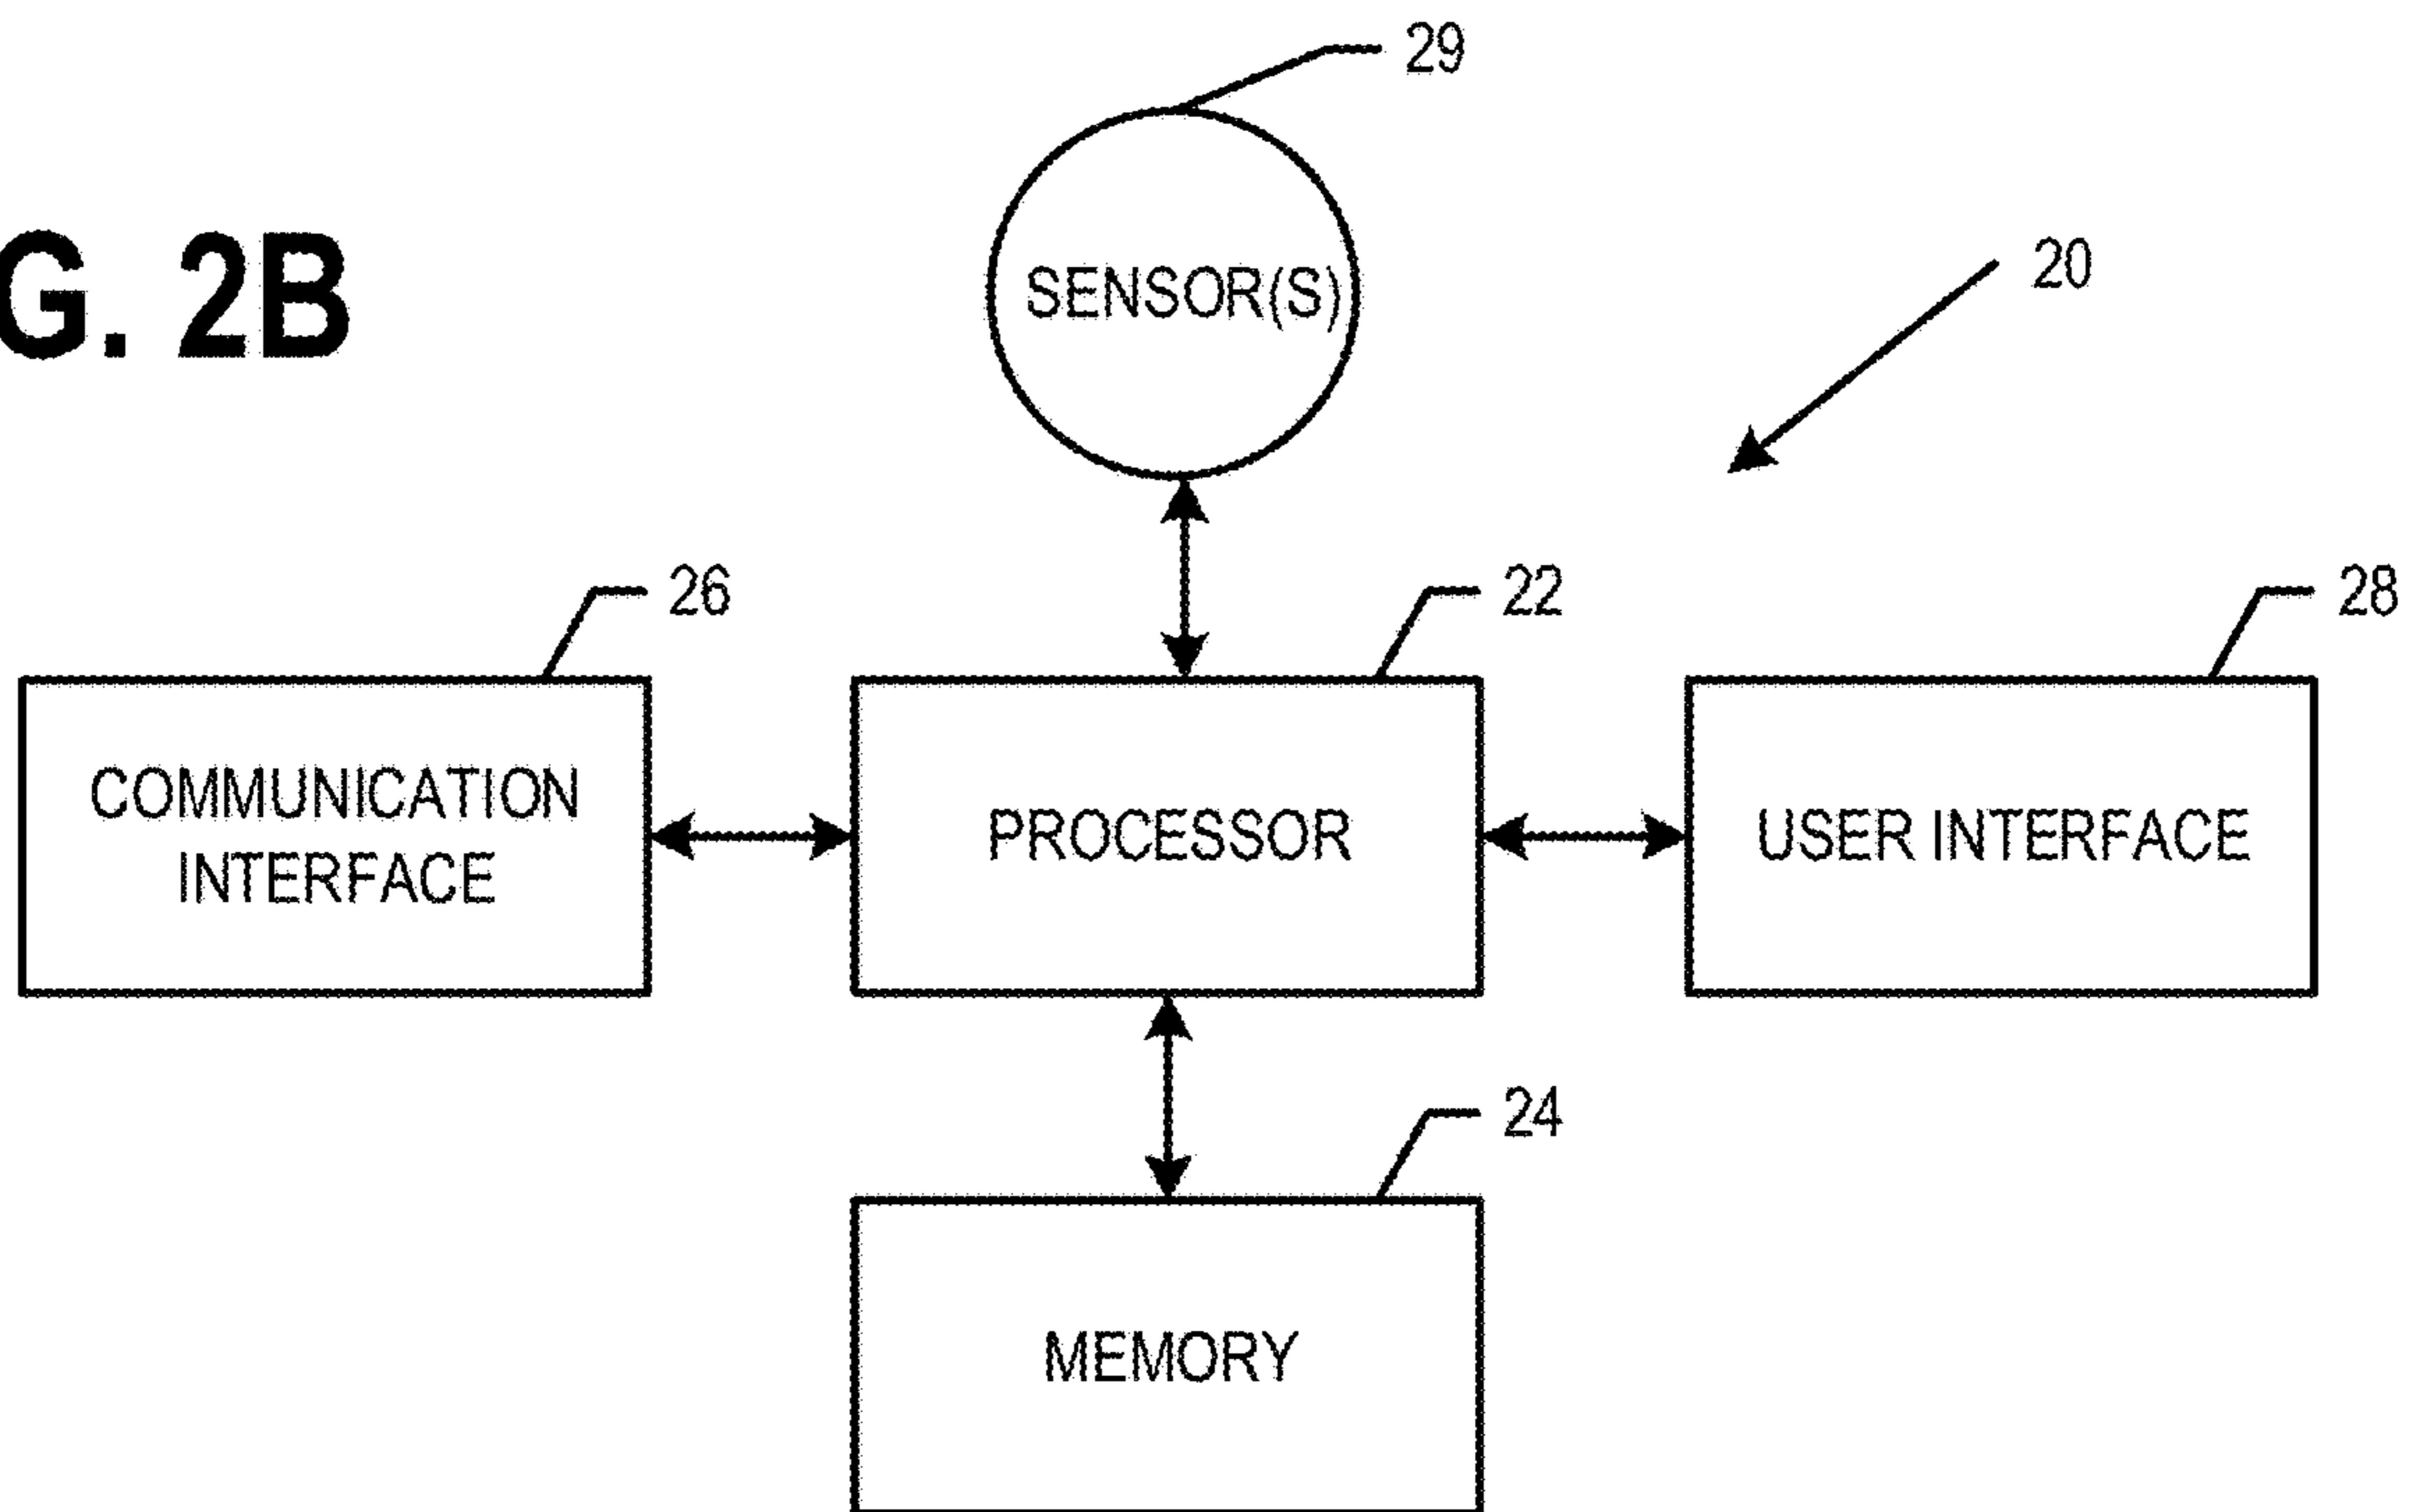 29
G. 2B
SENSOR(S)
20
26
22
28
COMMUNICATION
INTERFACE
PROCESSOR
USER INTERFACE
24
MEMORY